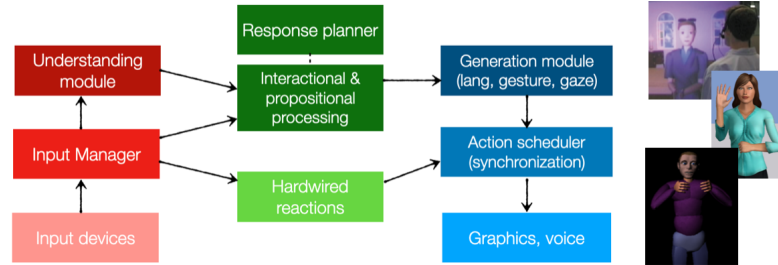 Response planner
Understanding
module
Interactional &
propositional
processing
Generation module
(lang, gesture, gaze)
Input Manager
Action scheduler
(synchronization)
Hardwired
reactions
Input devices
Graphics, voice